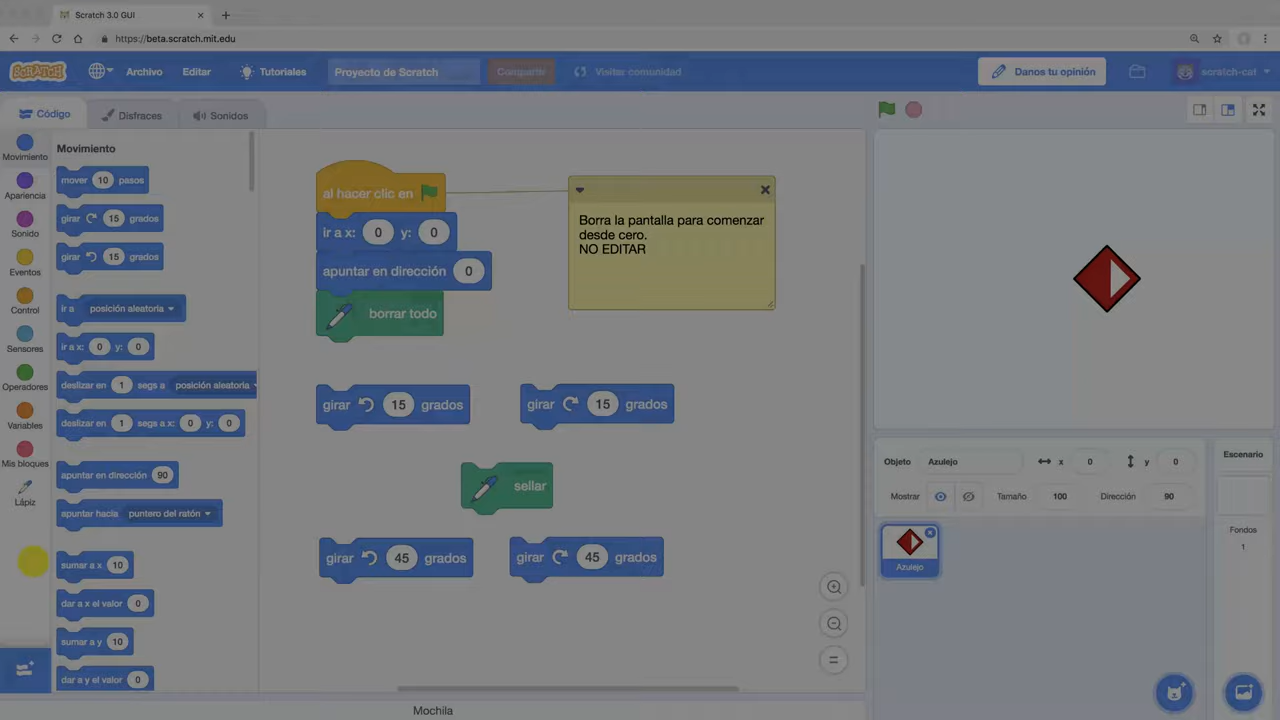 Scratch 3.0 GUI
https://beta.scratch.mit.edu
SCRATCH
Archivo
Editar
Tutoriales
Proyecto de Scratch
Compartir
Visitar comunidad
Danos tu opinión
scratch-cat
Código
Disfraces
Sonidos
Movimiento
Apariencia
Sonido
Eventos
Control
Sensores
Operadores
Variables
Mis bloques
Lápiz
Movimiento
mover 10 pasos
girar 15 grados
girar 15 grados
ir a posición aleatoria
ir a x: 0 y: 0
deslizar en 1 segs a posición aleatoria
deslizar en 1 segs a x: 0 y: 0
apuntar en dirección 90
apuntar hacia puntero del ratón
sumar a x 10
dar a x el valor 0
sumar a y 10
dar a y el valor 0
al hacer clic en
ir a x: 0 y: 0
apuntar en dirección 0
borrar todo
Borra la pantalla para comenzar
desde cero.
NO EDITAR
girar 15 grados
girar 15 grados
sellar
girar 45 grados
girar 45 grados
Mochila
Objeto Azulejo x 0 y 0
Mostrar Tamaño 100 Dirección 90
Azulejo
Escenario
Fondos
1